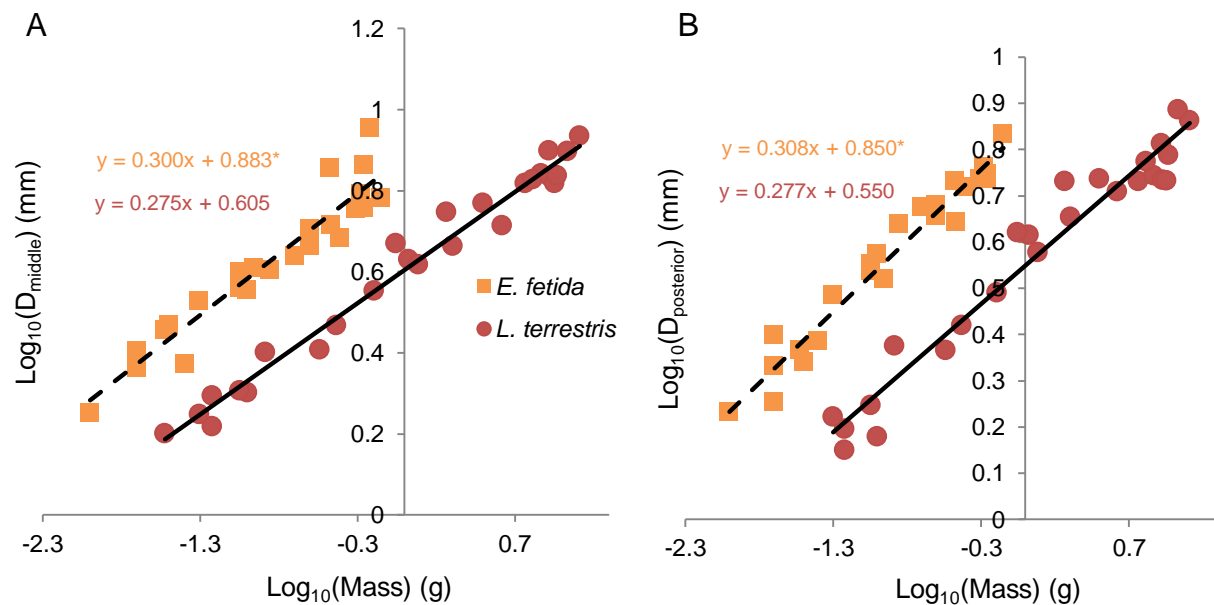 A
Log10(Dmiddle) (mm)
1.2
1
0.8
0.6
0.4
0.2
0
y = 0.300x + 0.883*
y = 0.275x + 0.605
E. fetida
L. terrestris
-2.3 -1.3 -0.3 0.7
Log10(Mass) (g)
B
Log10(Dposterior) (mm)
1
0.9
0.8
0.7
0.6
0.5
0.4
0.3
0.2
0.1
0
y = 0.308x + 0.850*
y = 0.277x + 0.550
-2.3 -1.3 -0.3 0.7
Log10(Mass) (g)